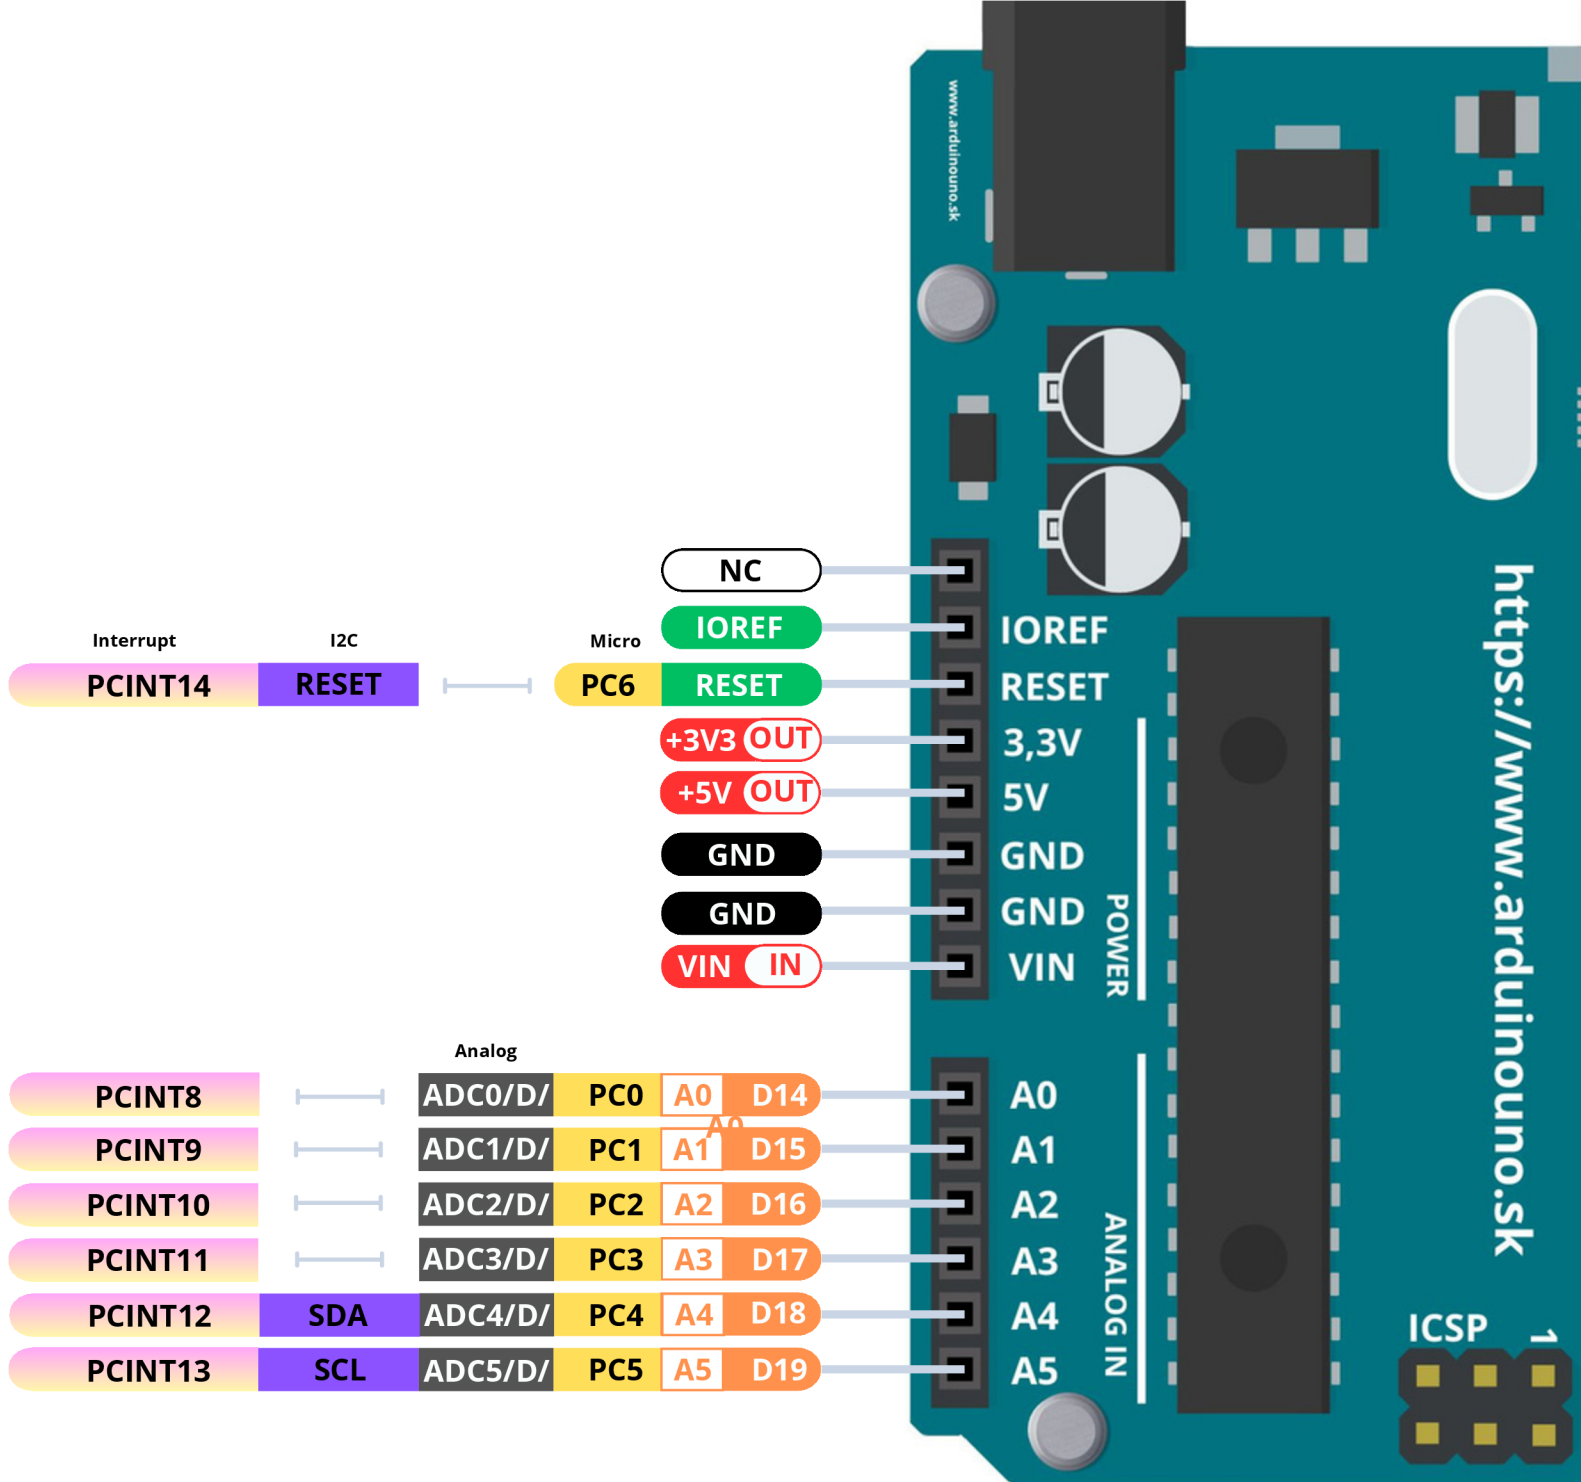 www.arduinouno.sk
NC
IOREF IOREF
Interrupt I2C Micro
PCINT14 RESET PC6 RESET RESET
+3V3 OUT 3,3V
+5V OUT 5V
GND GND
GND GND
VIN IN VIN
POWER
https://www.arduinouno.sk
Analog
PCINT8 ADC0/D/ PC0 A0 D14 A0
A0
PCINT9 ADC1/D/ PC1 A1 D15 A1
PCINT10 ADC2/D/ PC2 A2 D16 A2
PCINT11 ADC3/D/ PC3 A3 D17 A3
PCINT12 SDA ADC4/D/ PC4 A4 D18 A4
PCINT13 SCL ADC5/D/ PC5 A5 D19 A5
ANALOG IN
ICSP 1